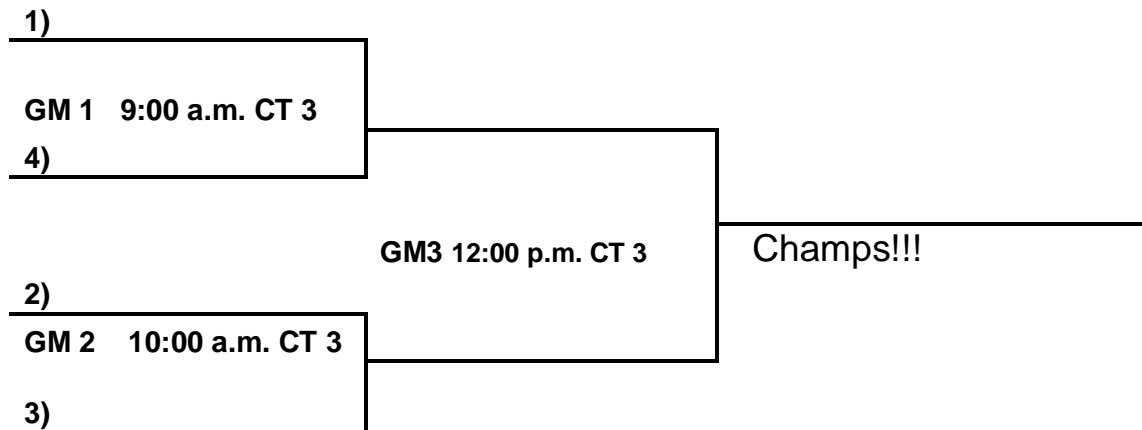 1)
GM 1 9:00 a.m. CT 3
4)
GM3 12:00 p.m. CT 3
Champs!!!
2)
GM 2 10:00 a.m. CT 3
3)